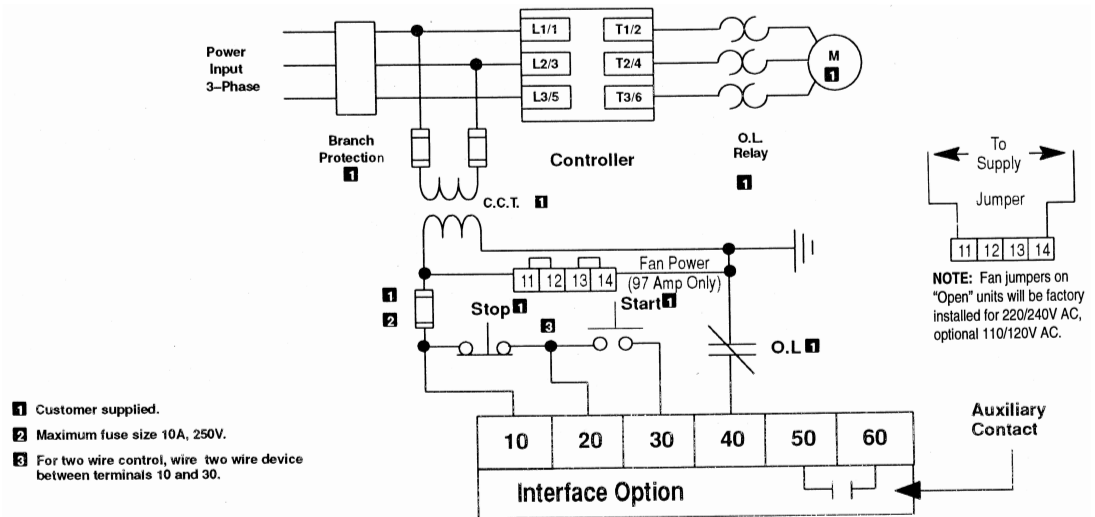 Power
Input
3–Phase
L1/1
T1/2
L2/3
T2/4
L3/5
T3/6
M
1
Branch
Protection
1
Controller
O.L.
Relay
1
C.C.T. 1
To
Supply
Jumper
11 12 13 14
NOTE: Fan jumpers on
"Open" units will be factory
installed for 220/240V AC,
optional 110/120V AC.
11 12 13 14
Fan Power
(97 Amp Only)
1
2
Stop 1
3
Start 1
O.L 1
1 Customer supplied.
2 Maximum fuse size 10A, 250V.
3 For two wire control, wire two wire device
between terminals 10 and 30.
10 20 30 40 50 60
Interface Option
Auxiliary
Contact